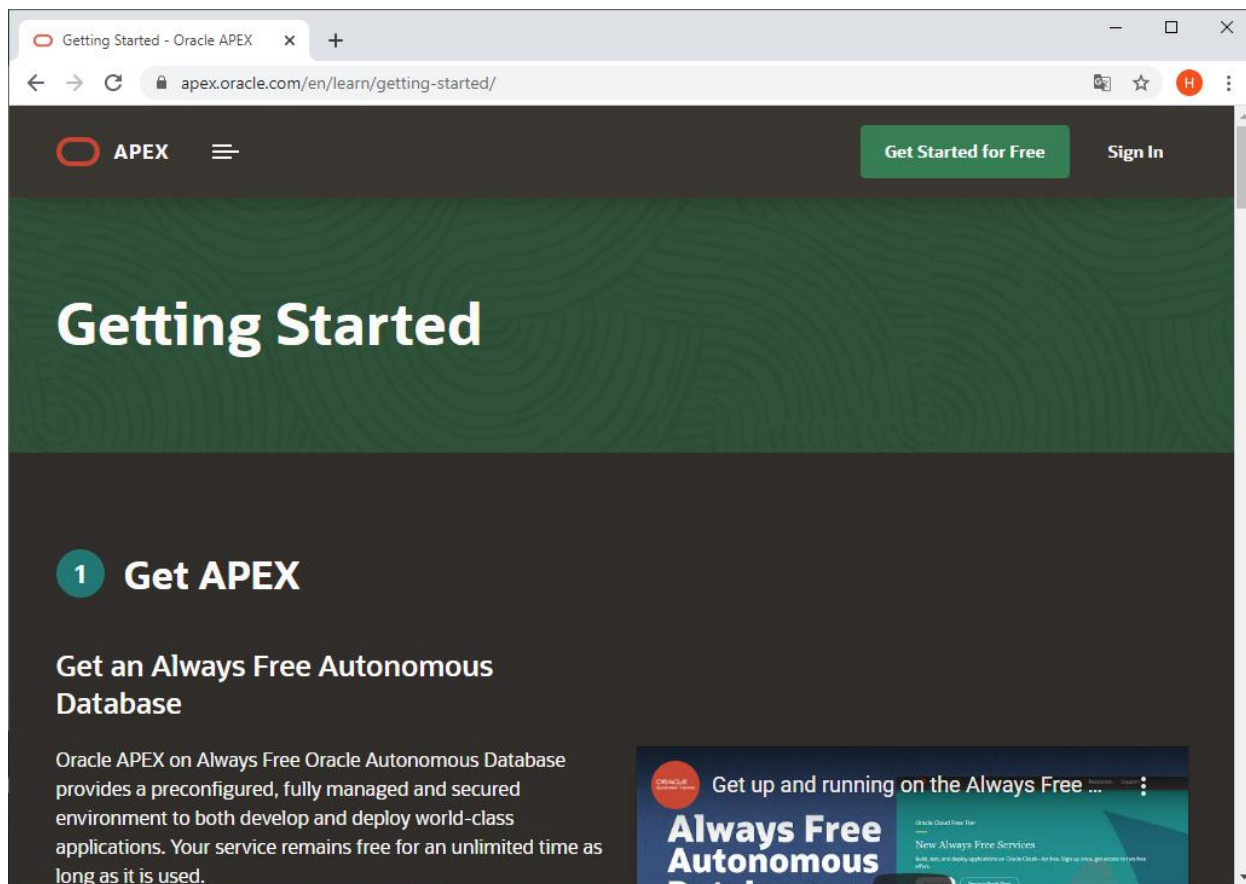 Getting Started - Oracle APEX
apex.oracle.com/en/learn/getting-started/
H
APEX
Get Started for Free
Sign In
Getting Started
1 Get APEX
Get an Always Free Autonomous
Database
Oracle APEX on Always Free Oracle Autonomous Database
provides a preconfigured, fully managed and secured
environment to both develop and deploy world-class
applications. Your service remains free for an unlimited time as
long as it is used.
ORACLE
Get up and running on the Always Free ...
Always Free
Autonomous
Oracle Cloud Free Tier
New Always Free Services